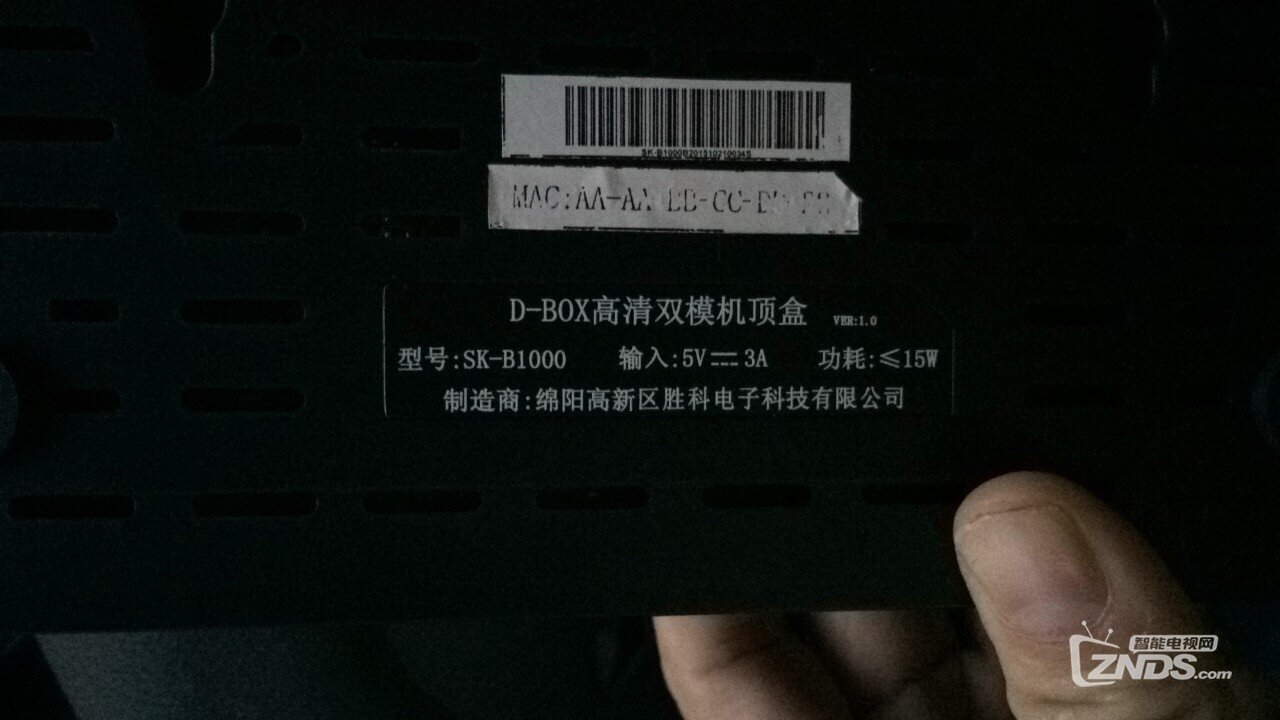 SK-B1000B201510210034S
MAC:AA-AA
D-BOX高清双模机顶盒 VER:1.0
型号:SK-B1000 输入:5V⎓3A 功耗:≤15W
制造商:绵阳高新区胜科电子科技有限公司
智能电视网
ZNDS.com